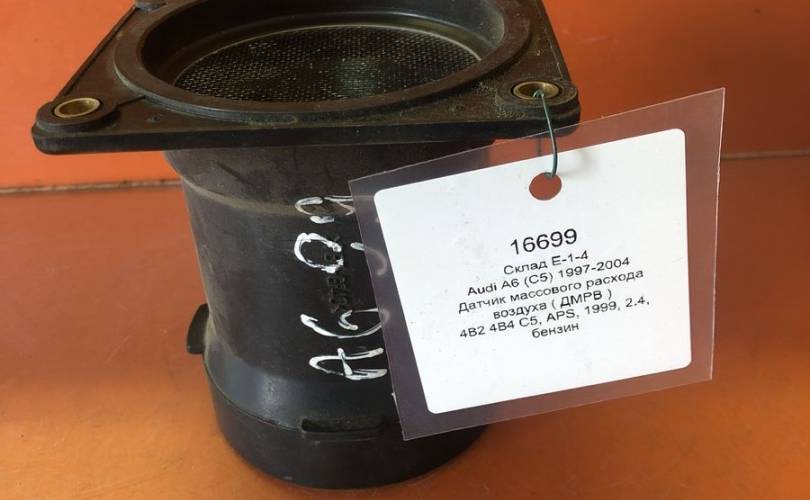 16699
Склад E-1-4
Audi A6 (C5) 1997-2004
Датчик массового расхода
воздуха ( ДМРВ )
4B2 4B4 C5, APS, 1999, 2.4,
бензин